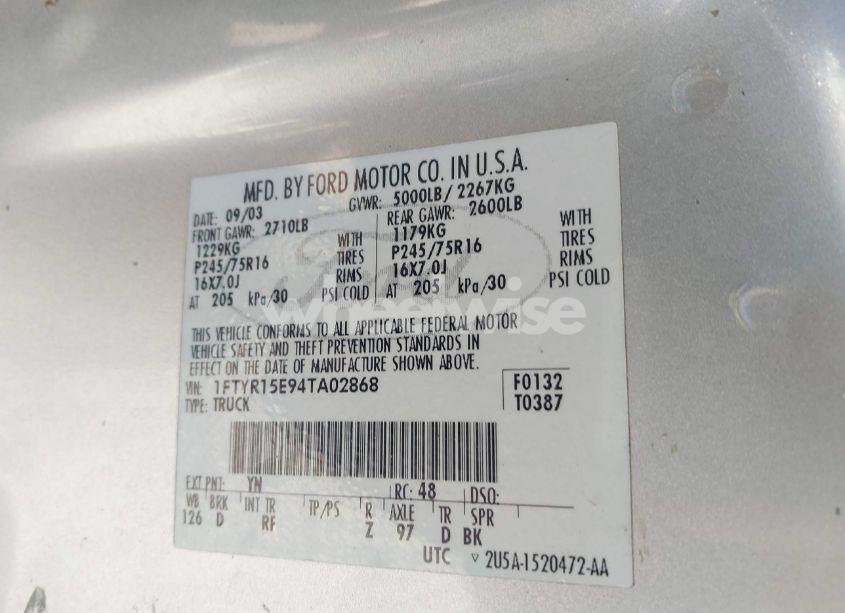 MFD. BY FORD MOTOR CO. IN U.S.A.
DATE: 09/03 GVWR: 5000LB/ 2267KG
FRONT GAWR: 2710LB REAR GAWR: 2600LB
1229KG WITH 1179KG WITH
P245/75R16 TIRES P245/75R16 TIRES
16X7.0J RIMS 16X7.0J RIMS
AT 205 kPa/30 PSI COLD AT 205 kPa/30 PSI COLD
Ford
wheelwise
THIS VEHICLE CONFORMS TO ALL APPLICABLE FEDERAL MOTOR
VEHICLE SAFETY AND THEFT PREVENTION STANDARDS IN
EFFECT ON THE DATE OF MANUFACTURE SHOWN ABOVE.
VIN: 1FTYR15E94TA02868 F0132
TYPE: TRUCK T0387
EXT PNT: YN RC: 48 DSO:
WB BRK INT TR TP/PS R AXLE TR SPR
126 D RF Z 97 D BK
UTC ▽ 2U5A-1520472-AA